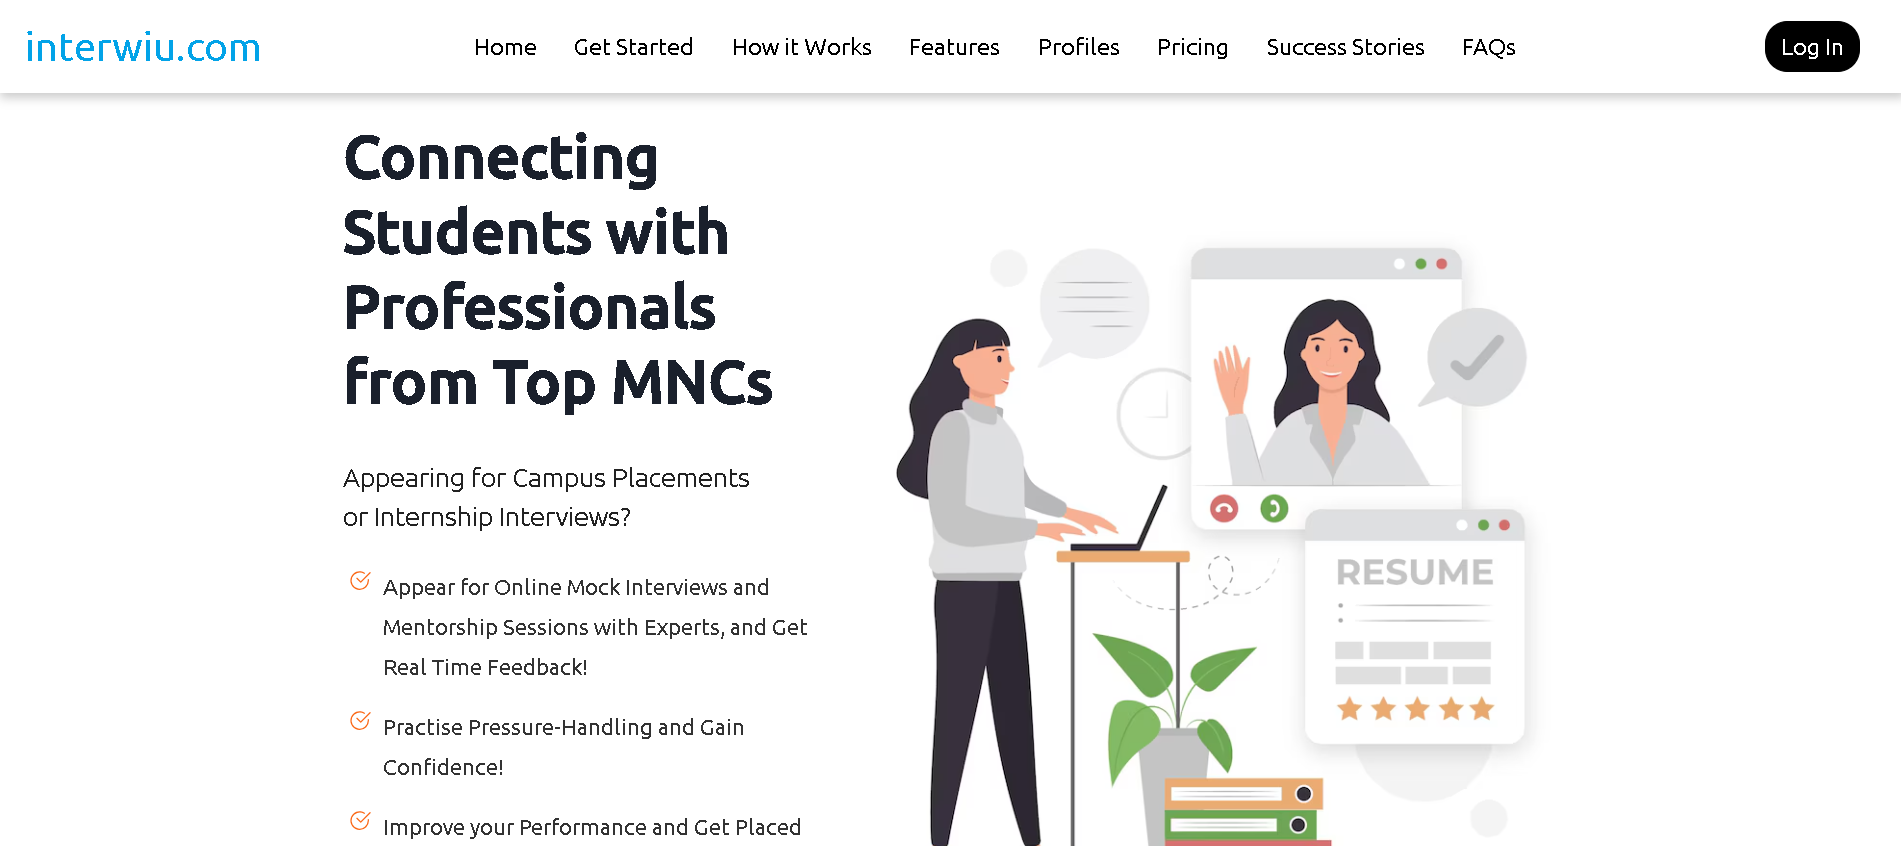 interwiu.com
Home Get Started How it Works Features Profiles Pricing Success Stories FAQs
Log In
Connecting
Students with
Professionals
from Top MNCs
Appearing for Campus Placements
or Internship Interviews?
Appear for Online Mock Interviews and
Mentorship Sessions with Experts, and Get
Real Time Feedback!
Practise Pressure-Handling and Gain
Confidence!
Improve your Performance and Get Placed
RESUME